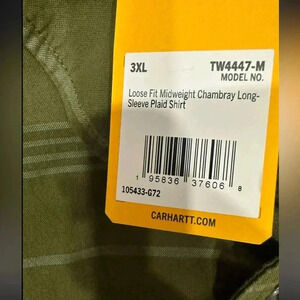 3XL TW4447-M
MODEL NO.
Loose Fit Midweight Chambray Long-
Sleeve Plaid Shirt
1 95836 37606 8
105433-G72
CARHARTT.COM